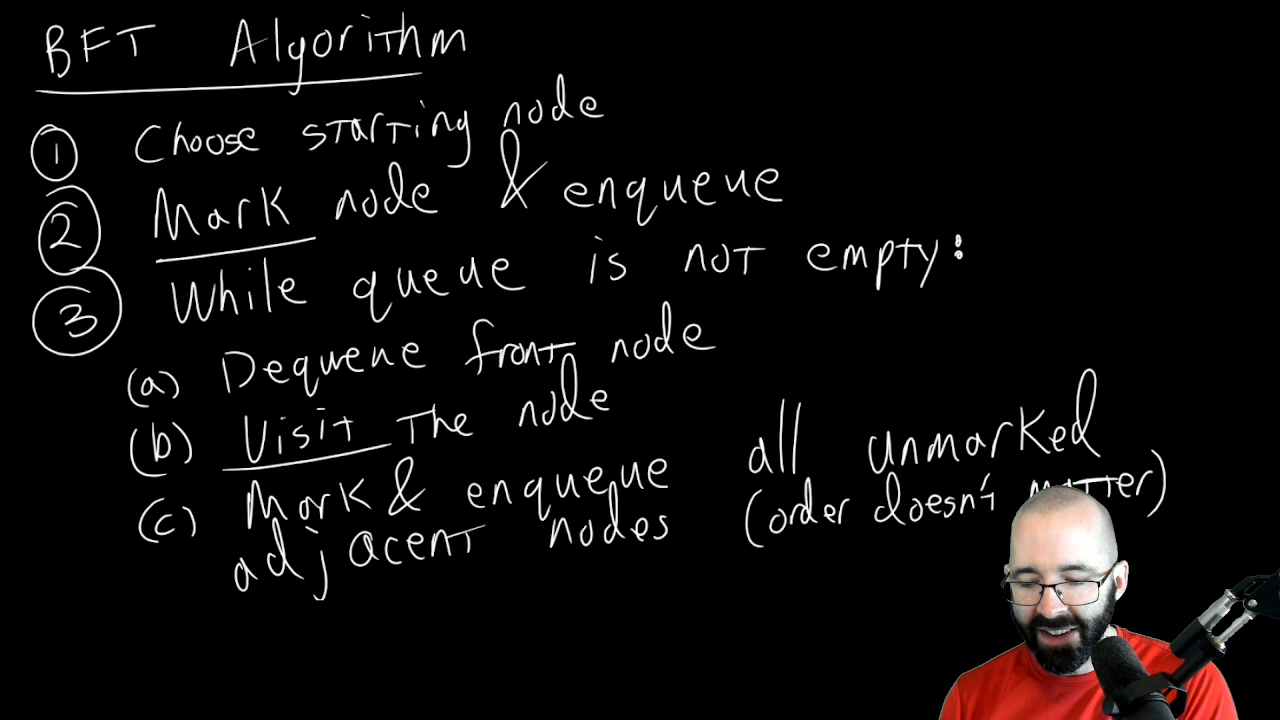 BFT Algorithm
① Choose starting node
② Mark node & enqueue
③ While queue is not empty:
(a) Dequeue front node
(b) Visit the node
(c) Mark & enqueue all unmarked
adjacent nodes (order doesn't matter)